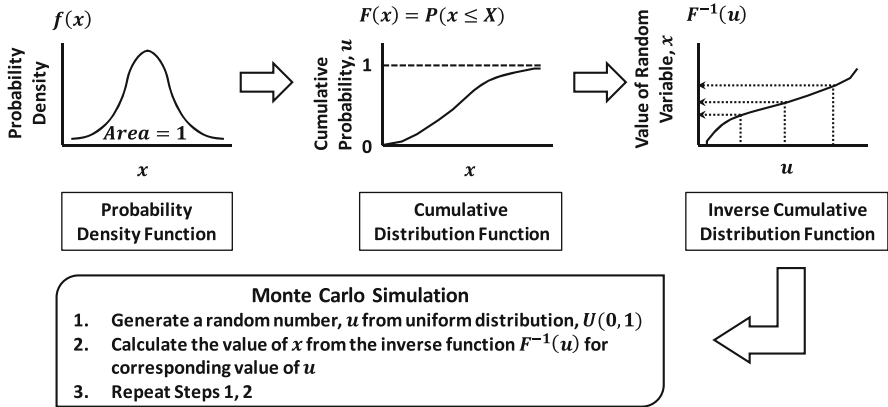 f(x)
Probability
Density
Area = 1
x
Probability
Density Function
F(x) = P(x ≤ X)
Cumulative
Probability, u
1
0
x
Cumulative
Distribution Function
F⁻¹(u)
Value of Random
Variable, x
u
Inverse Cumulative
Distribution Function
Monte Carlo Simulation
1. Generate a random number, u from uniform distribution, U(0, 1)
2. Calculate the value of x from the inverse function F⁻¹(u) for
corresponding value of u
3. Repeat Steps 1, 2